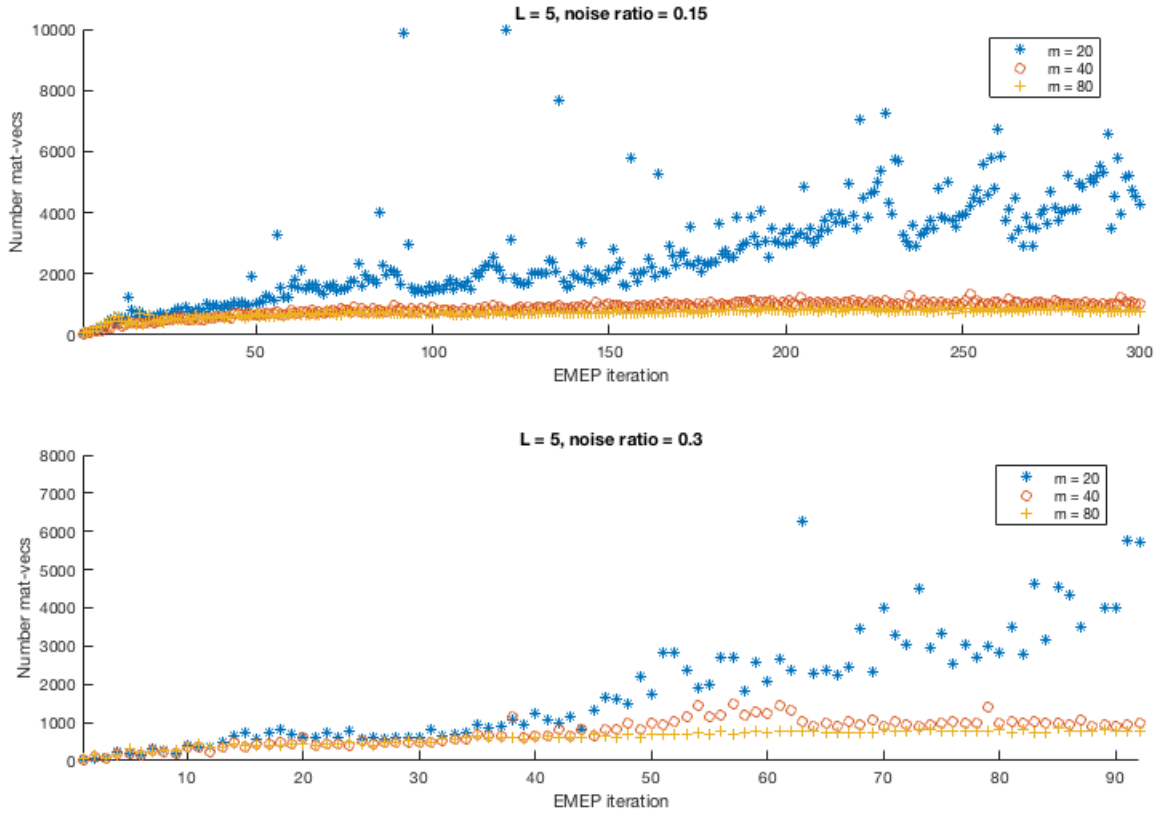 L = 5, noise ratio = 0.15
10000
8000
6000
4000
2000
0
Number mat-vecs
m = 20
m = 40
m = 80
50
100
150
200
250
300
EMEP iteration
L = 5, noise ratio = 0.3
8000
7000
6000
5000
4000
3000
2000
1000
0
Number mat-vecs
m = 20
m = 40
m = 80
10
20
30
40
50
60
70
80
90
EMEP iteration